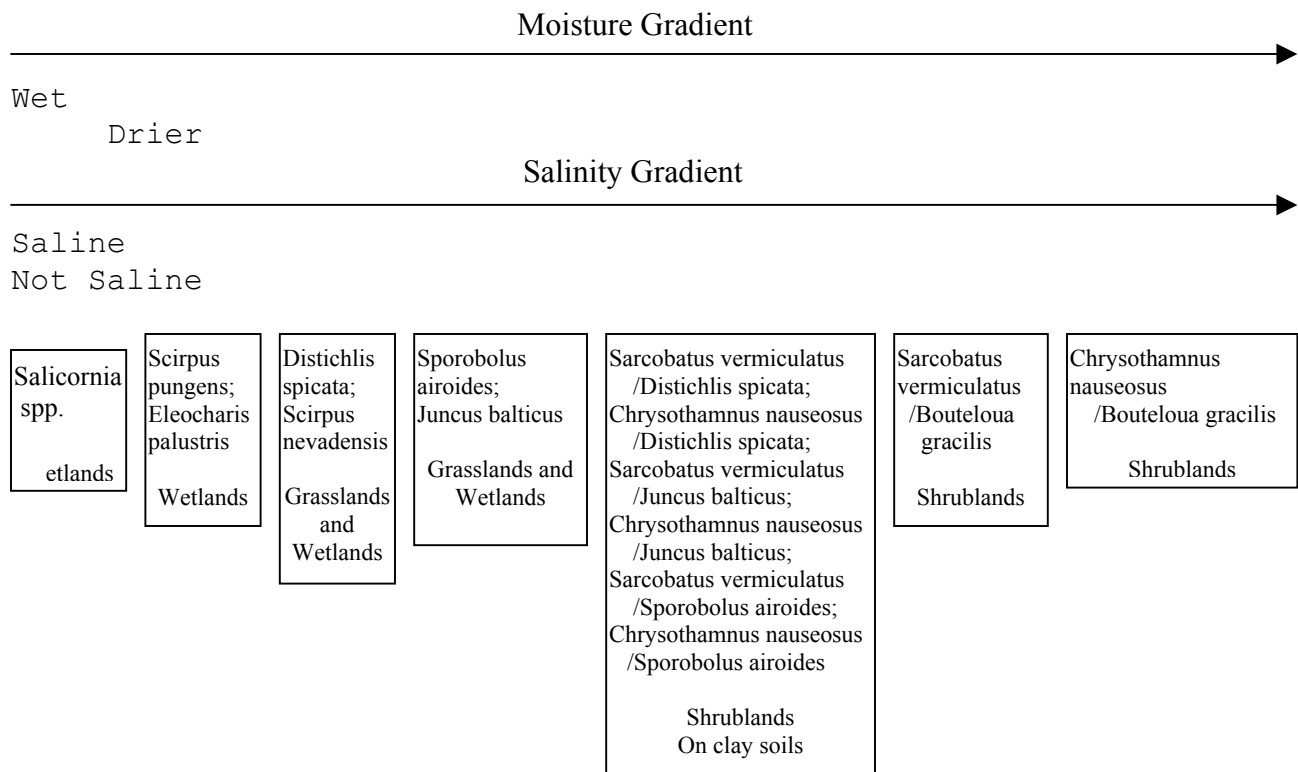 Moisture Gradient
Wet
Drier
Salinity Gradient
Saline
Not Saline
Salicornia
spp.
etlands
Scirpus
pungens;
Eleocharis
palustris
Wetlands
Distichlis
spicata;
Scirpus
nevadensis
Grasslands
and
Wetlands
Sporobolus
airoides;
Juncus balticus
Grasslands and
Wetlands
Sarcobatus vermiculatus
/Distichlis spicata;
Chrysothamnus nauseosus
/Distichlis spicata;
Sarcobatus vermiculatus
/Juncus balticus;
Chrysothamnus nauseosus
/Juncus balticus;
Sarcobatus vermiculatus
/Sporobolus airoides;
Chrysothamnus nauseosus
/Sporobolus airoides
Shrublands
On clay soils
Sarcobatus
vermiculatus
/Bouteloua
gracilis
Shrublands
Chrysothamnus
nauseosus
/Bouteloua gracilis
Shrublands